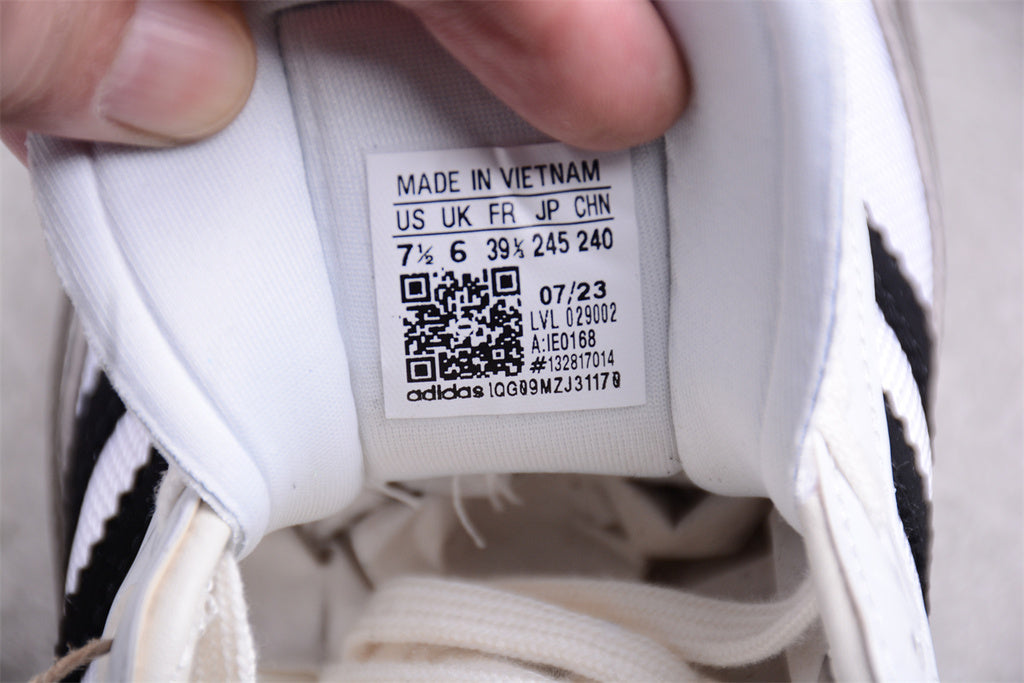 MADE IN VIETNAM
US UK FR JP CHN
7½ 6 39⅓ 245 240
07/23
LVL 029002
A:IE0168
#132817014
adidas 1QG09MZJ31170